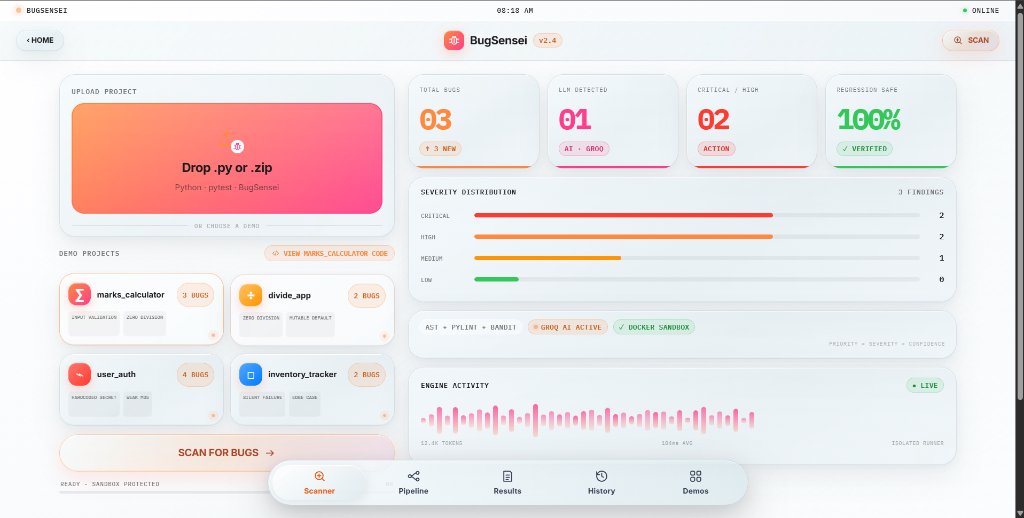 BUGSENSEI
08:18 AM
ONLINE
‹ HOME
BugSensei
v2.4
SCAN
UPLOAD PROJECT
Drop .py or .zip
Python · pytest · BugSensei
OR CHOOSE A DEMO
DEMO PROJECTS
</> VIEW MARKS_CALCULATOR CODE
∑ marks_calculator
3 BUGS
INPUT VALIDATION
ZERO DIVISION
÷ divide_app
2 BUGS
ZERO DIVISION
MUTABLE DEFAULT
user_auth
4 BUGS
HARDCODED SECRET
inventory_tracker
2 BUGS
SILENT FAILURE
EDGE CASE
SCAN FOR BUGS →
READY · SANDBOX PROTECTED
TOTAL BUGS
03
↑ 3 NEW
LLM DETECTED
01
AI · GROQ
CRITICAL / HIGH
02
ACTION
REGRESSION SAFE
100%
✓ VERIFIED
SEVERITY DISTRIBUTION
3 FINDINGS
CRITICAL
2
HIGH
2
MEDIUM
1
LOW
0
AST + PYLINT + BANDIT
GROQ AI ACTIVE
✓ DOCKER SANDBOX
PRIORITY = SEVERITY × CONFIDENCE
ENGINE ACTIVITY
LIVE
12.4K TOKENS
184ms AVG
ISOLATED RUNNER
Scanner
Pipeline
Results
History
Demos